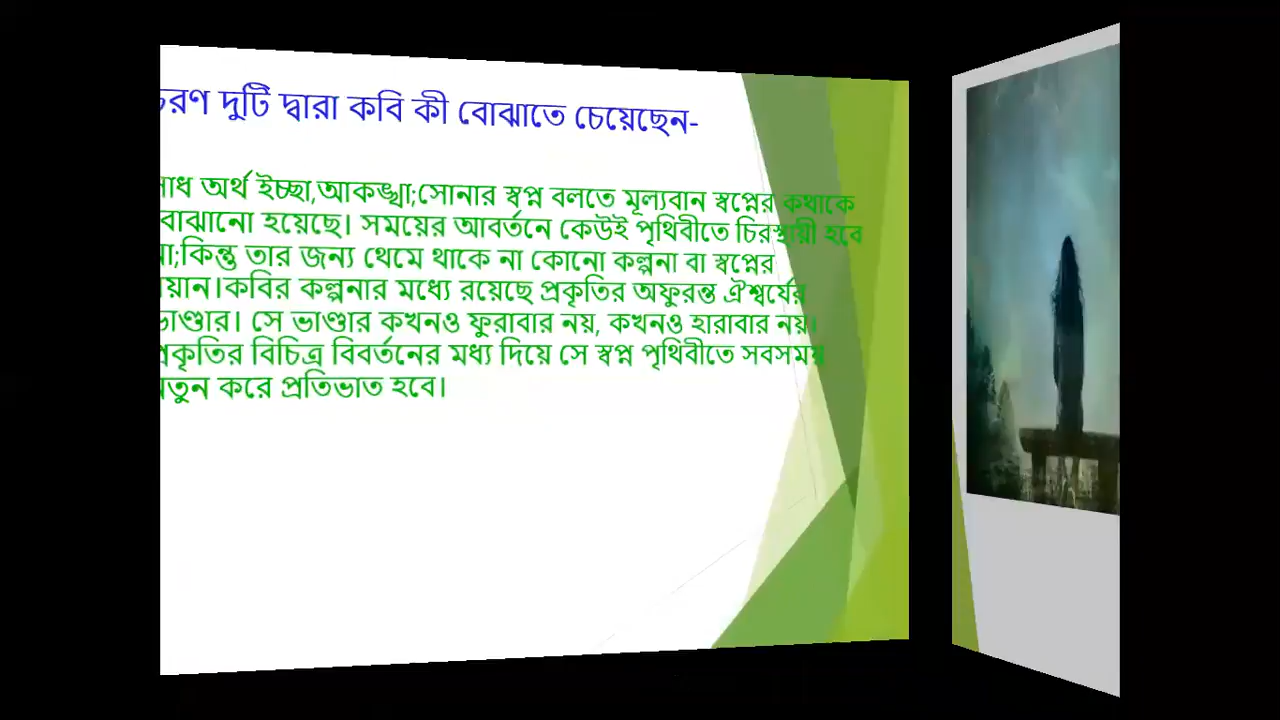 চরণ দুটি দ্বারা কবি কী বোঝাতে চেয়েছেন-
সাধ অর্থ ইচ্ছা,আকঙ্খা;সোনার স্বপ্ন বলতে মূল্যবান স্বপ্নের কথাকে
বোঝানো হয়েছে। সময়ের আবর্তনে কেউই পৃথিবীতে চিরস্থায়ী হবে
না;কিন্তু তার জন্য থেমে থাকে না কোনো কল্পনা বা স্বপ্নের
বয়ান।কবির কল্পনার মধ্যে রয়েছে প্রকৃতির অফুরন্ত ঐশ্বর্যের
ভাণ্ডার। সে ভাণ্ডার কখনও ফুরাবার নয়, কখনও হারাবার নয়।
প্রকৃতির বিচিত্র বিবর্তনের মধ্য দিয়ে সে স্বপ্ন পৃথিবীতে সবসময়
নতুন করে প্রতিভাত হবে।